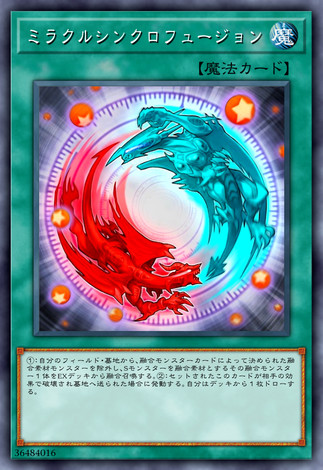 ミラクルシンクロフュージョン 魔
【魔法カード】
①:自分のフィールド・墓地から、融合モンスターカードによって決められた融
合素材モンスターを除外し、Sモンスターを融合素材とするその融合モンスタ
ー1体をEXデッキから融合召喚する。②:セットされたこのカードが相手の効
果で破壊され墓地へ送られた場合に発動する。自分はデッキから1枚ドローす
る。
36484016